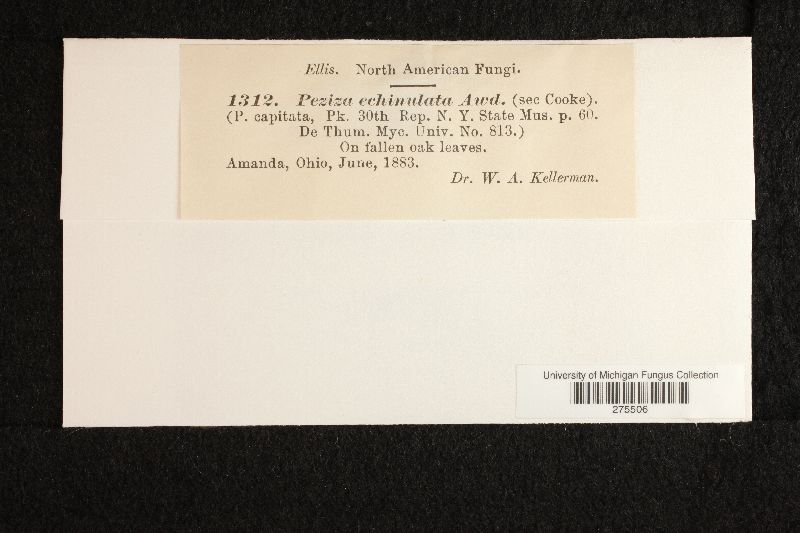 Ellis. North American Fungi.
1312. Peziza echinulata Awd. (sec Cooke).
(P. capitata, Pk. 30th Rep. N. Y. State Mus. p. 60.
De Thum. Myc. Univ. No. 813.)
On fallen oak leaves.
Amanda, Ohio, June, 1883.
Dr. W. A. Kellerman.
University of Michigan Fungus Collection
275506